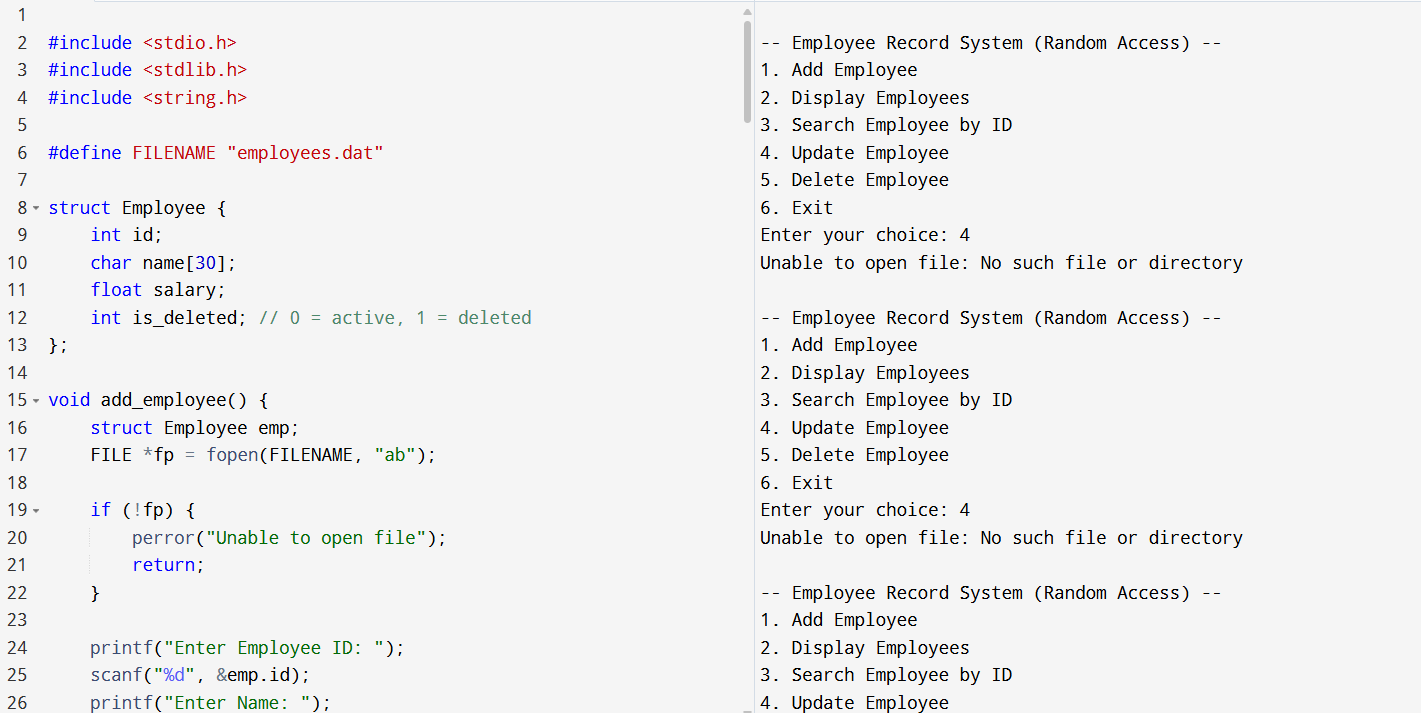 1
2 #include <stdio.h>
3 #include <stdlib.h>
4 #include <string.h>
5
6 #define FILENAME "employees.dat"
7
8 struct Employee {
9     int id;
10     char name[30];
11     float salary;
12     int is_deleted; // 0 = active, 1 = deleted
13 };
14
15 void add_employee() {
16     struct Employee emp;
17     FILE *fp = fopen(FILENAME, "ab");
18
19     if (!fp) {
20         perror("Unable to open file");
21         return;
22     }
23
24     printf("Enter Employee ID: ");
25     scanf("%d", &emp.id);
26     printf("Enter Name: ");
-- Employee Record System (Random Access) --
1. Add Employee
2. Display Employees
3. Search Employee by ID
4. Update Employee
5. Delete Employee
6. Exit
Enter your choice: 4
Unable to open file: No such file or directory

-- Employee Record System (Random Access) --
1. Add Employee
2. Display Employees
3. Search Employee by ID
4. Update Employee
5. Delete Employee
6. Exit
Enter your choice: 4
Unable to open file: No such file or directory

-- Employee Record System (Random Access) --
1. Add Employee
2. Display Employees
3. Search Employee by ID
4. Update Employee